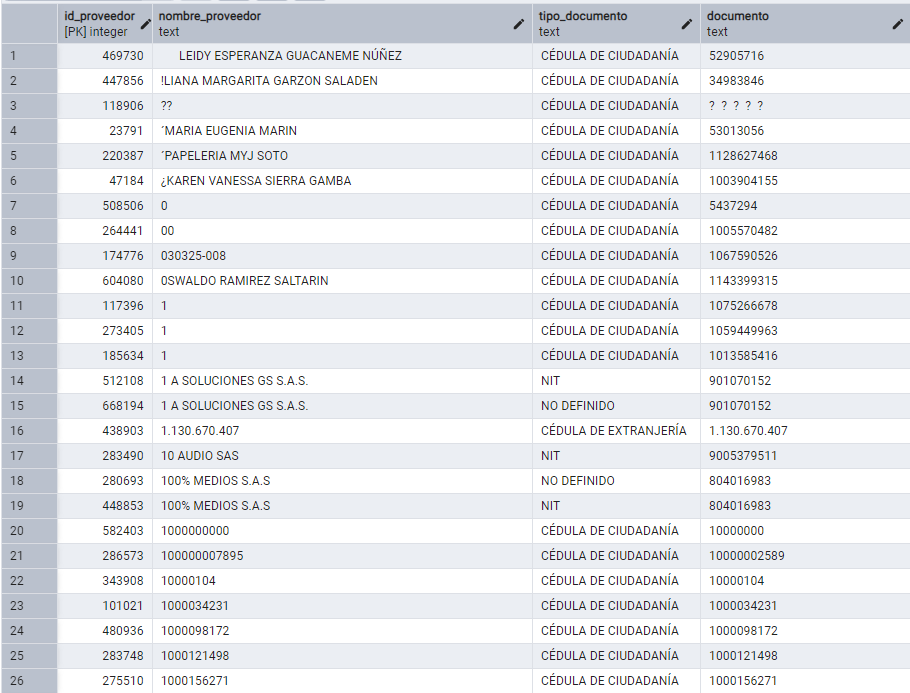 id_proveedor nombre_proveedor tipo_documento documento
[PK] integer text text text
1 469730 LEIDY ESPERANZA GUACANEME NÚÑEZ CÉDULA DE CIUDADANÍA 52905716
2 447856 !LIANA MARGARITA GARZON SALADEN CÉDULA DE CIUDADANÍA 34983846
3 118906 ?? CÉDULA DE CIUDADANÍA ? ? ? ? ?
4 23791 ´MARIA EUGENIA MARIN CÉDULA DE CIUDADANÍA 53013056
5 220387 ´PAPELERIA MYJ SOTO CÉDULA DE CIUDADANÍA 1128627468
6 47184 ¿KAREN VANESSA SIERRA GAMBA CÉDULA DE CIUDADANÍA 1003904155
7 508506 0 CÉDULA DE CIUDADANÍA 5437294
8 264441 00 CÉDULA DE CIUDADANÍA 1005570482
9 174776 030325-008 CÉDULA DE CIUDADANÍA 1067590526
10 604080 0SWALDO RAMIREZ SALTARIN CÉDULA DE CIUDADANÍA 1143399315
11 117396 1 CÉDULA DE CIUDADANÍA 1075266678
12 273405 1 CÉDULA DE CIUDADANÍA 1059449963
13 185634 1 CÉDULA DE CIUDADANÍA 1013585416
14 512108 1 A SOLUCIONES GS S.A.S. NIT 901070152
15 668194 1 A SOLUCIONES GS S.A.S. NO DEFINIDO 901070152
16 438903 1.130.670.407 CÉDULA DE EXTRANJERÍA 1.130.670.407
17 283490 10 AUDIO SAS NIT 9005379511
18 280693 100% MEDIOS S.A.S NO DEFINIDO 804016983
19 448853 100% MEDIOS S.A.S NIT 804016983
20 582403 1000000000 CÉDULA DE CIUDADANÍA 10000000
21 286573 100000007895 CÉDULA DE CIUDADANÍA 10000002589
22 343908 10000104 CÉDULA DE CIUDADANÍA 10000104
23 101021 1000034231 CÉDULA DE CIUDADANÍA 1000034231
24 480936 1000098172 CÉDULA DE CIUDADANÍA 1000098172
25 283748 1000121498 CÉDULA DE CIUDADANÍA 1000121498
26 275510 1000156271 CÉDULA DE CIUDADANÍA 1000156271